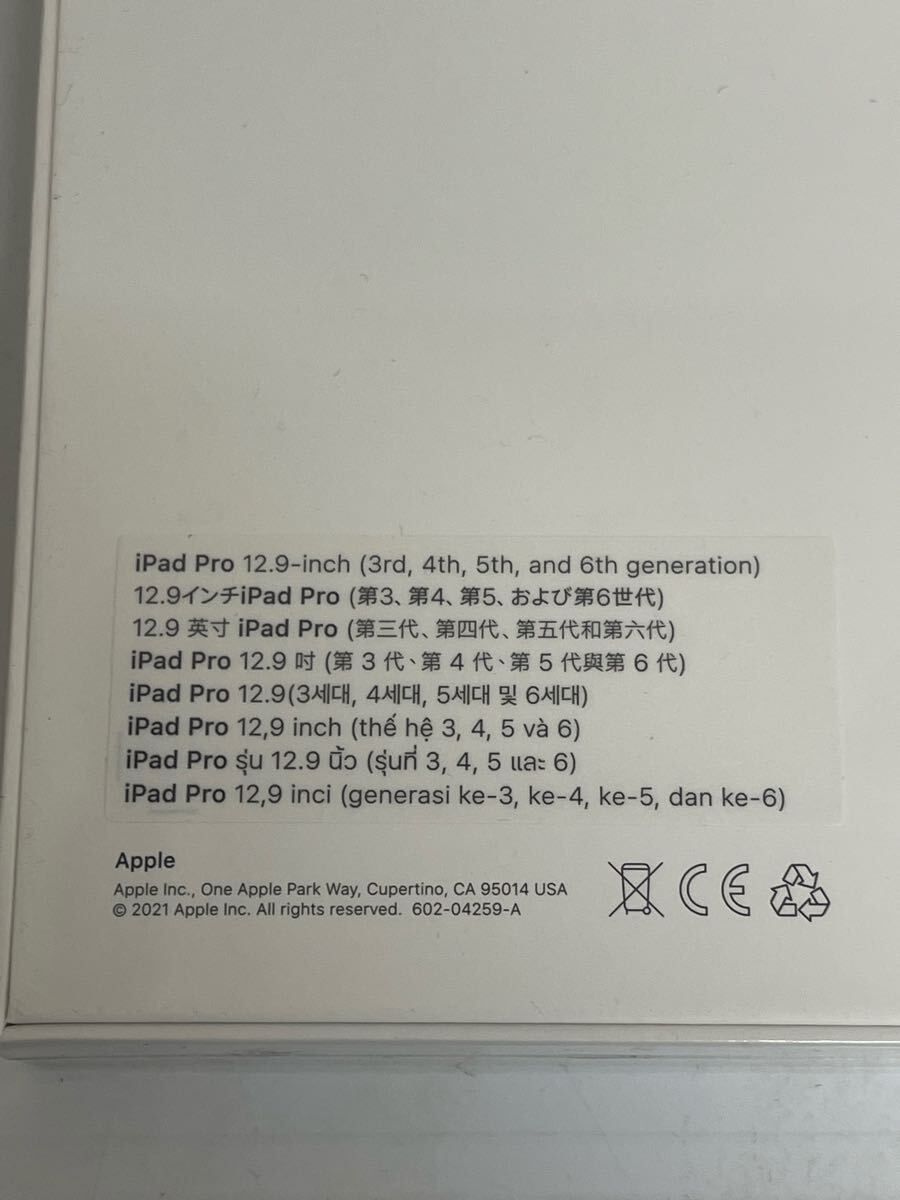 iPad Pro 12.9-inch (3rd, 4th, 5th, and 6th generation)
12.9インチiPad Pro (第3、第4、第5、および第6世代)
12.9 英寸 iPad Pro (第三代、第四代、第五代和第六代)
iPad Pro 12.9 吋 (第 3 代、第 4 代、第 5 代與第 6 代)
iPad Pro 12.9(3세대, 4세대, 5세대 및 6세대)
iPad Pro 12,9 inch (thế hệ 3, 4, 5 và 6)
iPad Pro รุ่น 12.9 นิ้ว (รุ่นที่ 3, 4, 5 และ 6)
iPad Pro 12,9 inci (generasi ke-3, ke-4, ke-5, dan ke-6)
Apple
Apple Inc., One Apple Park Way, Cupertino, CA 95014 USA
© 2021 Apple Inc. All rights reserved. 602-04259-A
CE